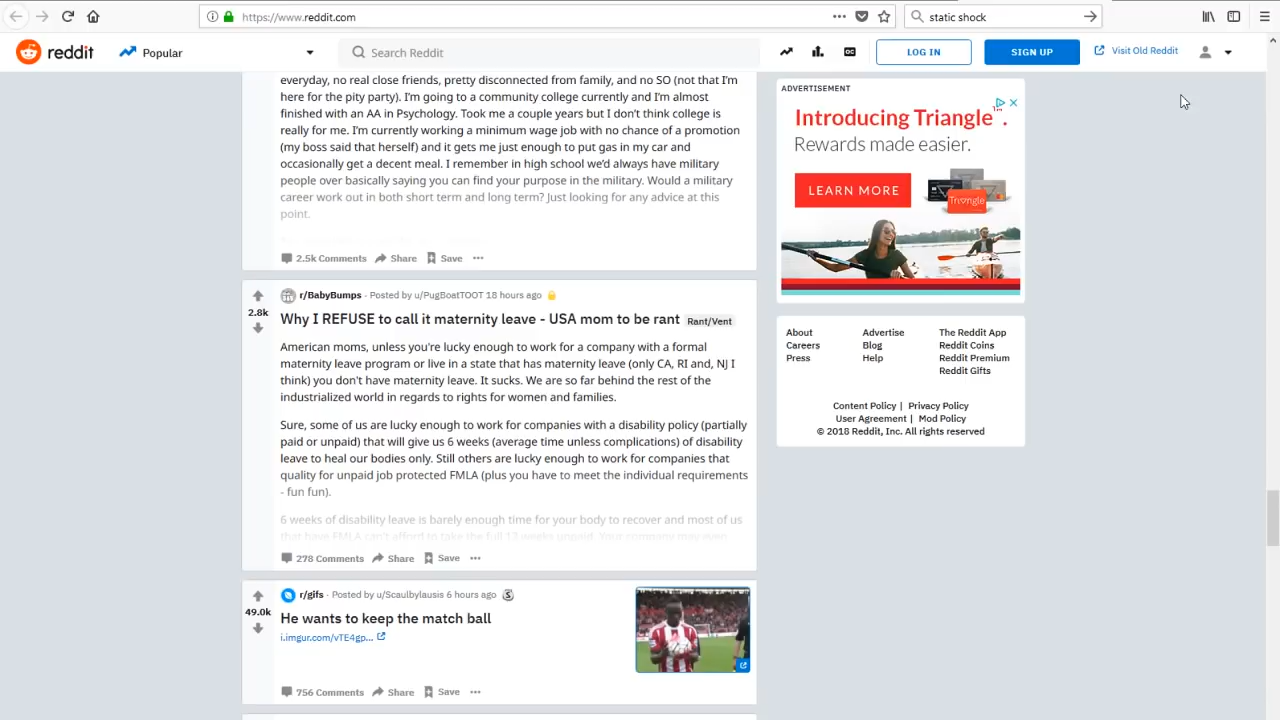 https://www.reddit.com
static shock
reddit
Popular
Search Reddit
LOG IN
SIGN UP
Visit Old Reddit
everyday, no real close friends, pretty disconnected from family, and no SO (not that I'm
here for the pity party). I'm going to a community college currently and I'm almost
finished with an AA in Psychology. Took me a couple years but I don't think college is
really for me. I'm currently working a minimum wage job with no chance of a promotion
(my boss said that herself) and it gets me just enough to put gas in my car and
occasionally get a decent meal. I remember in high school we'd always have military
people over basically saying you can find your purpose in the military. Would a military
career work out in both short term and long term? Just looking for any advice at this
point.
2.5k Comments
Share
Save
2.8k
r/BabyBumps · Posted by u/PugBoatTOOT 18 hours ago
Why I REFUSE to call it maternity leave - USA mom to be rant Rant/Vent
American moms, unless you're lucky enough to work for a company with a formal
maternity leave program or live in a state that has maternity leave (only CA, RI and, NJ I
think) you don't have maternity leave. It sucks. We are so far behind the rest of the
industrialized world in regards to rights for women and families.
Sure, some of us are lucky enough to work for companies with a disability policy (partially
paid or unpaid) that will give us 6 weeks (average time unless complications) of disability
leave to heal our bodies only. Still others are lucky enough to work for companies that
quality for unpaid job protected FMLA (plus you have to meet the individual requirements
- fun fun).
6 weeks of disability leave is barely enough time for your body to recover and most of us
that have FMLA can't afford to take the full 12 weeks unpaid. Your company may even
278 Comments
Share
Save
49.0k
r/gifs · Posted by u/Scaulbylausis 6 hours ago
He wants to keep the match ball
i.imgur.com/vTE4gp...
756 Comments
Share
Save
ADVERTISEMENT
Introducing Triangle™.
Rewards made easier.
LEARN MORE
Triangle
About
Advertise
The Reddit App
Careers
Blog
Reddit Coins
Press
Help
Reddit Premium
Reddit Gifts
Content Policy | Privacy Policy
User Agreement | Mod Policy
© 2018 Reddit, Inc. All rights reserved